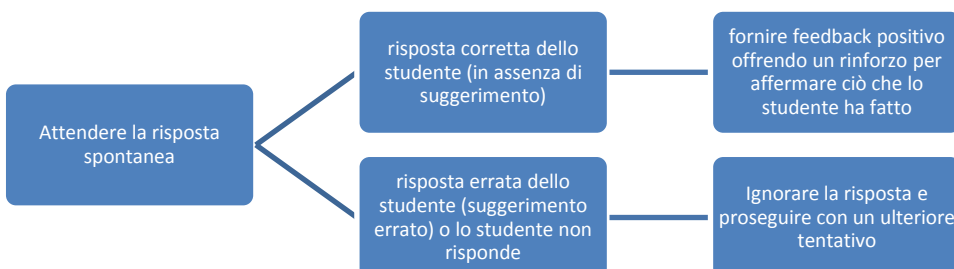 Attendere la risposta
spontanea
risposta corretta dello
studente (in assenza di
suggerimento)
fornire feedback positivo
offrendo un rinforzo per
affermare ciò che lo
studente ha fatto
risposta errata dello
studente (suggerimento
errato) o lo studente non
risponde
Ignorare la risposta e
proseguire con un ulteriore
tentativo